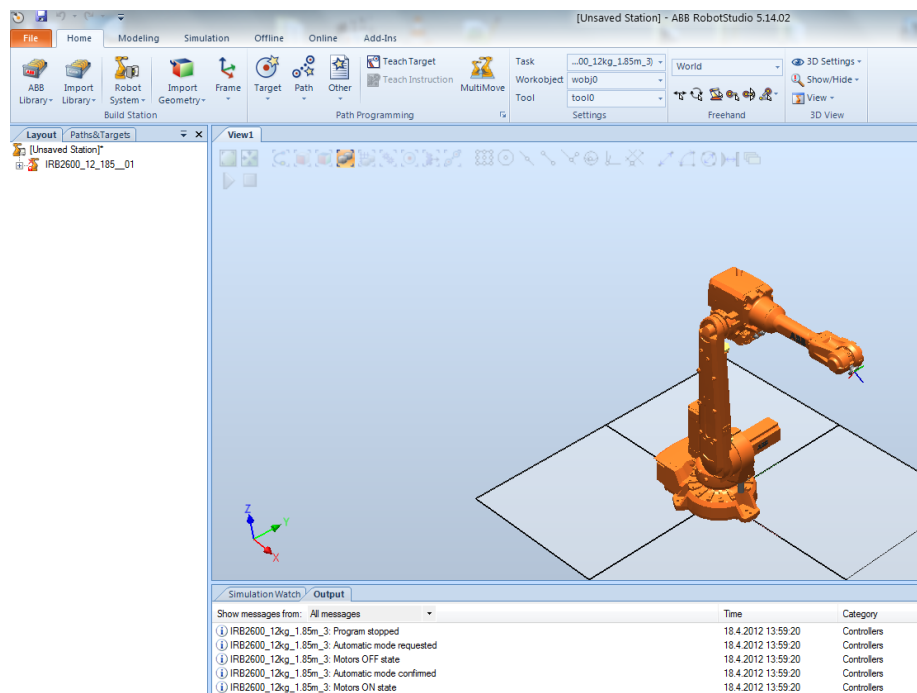 [Unsaved Station] - ABB RobotStudio 5.14.02
File Home Modeling Simulation Offline Online Add-Ins
ABB Library
Import Library
Robot System
Import Geometry
Frame
Build Station
Target
Path
Other
Teach Target
Teach Instruction
MultiMove
Path Programming
Task ...00_12kg_1.85m_3)
Workobject wobj0
Tool tool0
Settings
World
Freehand
3D Settings
Show/Hide
View
3D View
Layout Paths&Targets
[Unsaved Station]*
IRB2600_12_185__01
View1
Z
Y
X
ABB
Simulation Watch Output
Show messages from: All messages Time Category
IRB2600_12kg_1.85m_3: Program stopped 18.4.2012 13:59:20 Controllers
IRB2600_12kg_1.85m_3: Automatic mode requested 18.4.2012 13:59:20 Controllers
IRB2600_12kg_1.85m_3: Motors OFF state 18.4.2012 13:59:20 Controllers
IRB2600_12kg_1.85m_3: Automatic mode confirmed 18.4.2012 13:59:20 Controllers
IRB2600_12kg_1.85m_3: Motors ON state 18.4.2012 13:59:20 Controllers